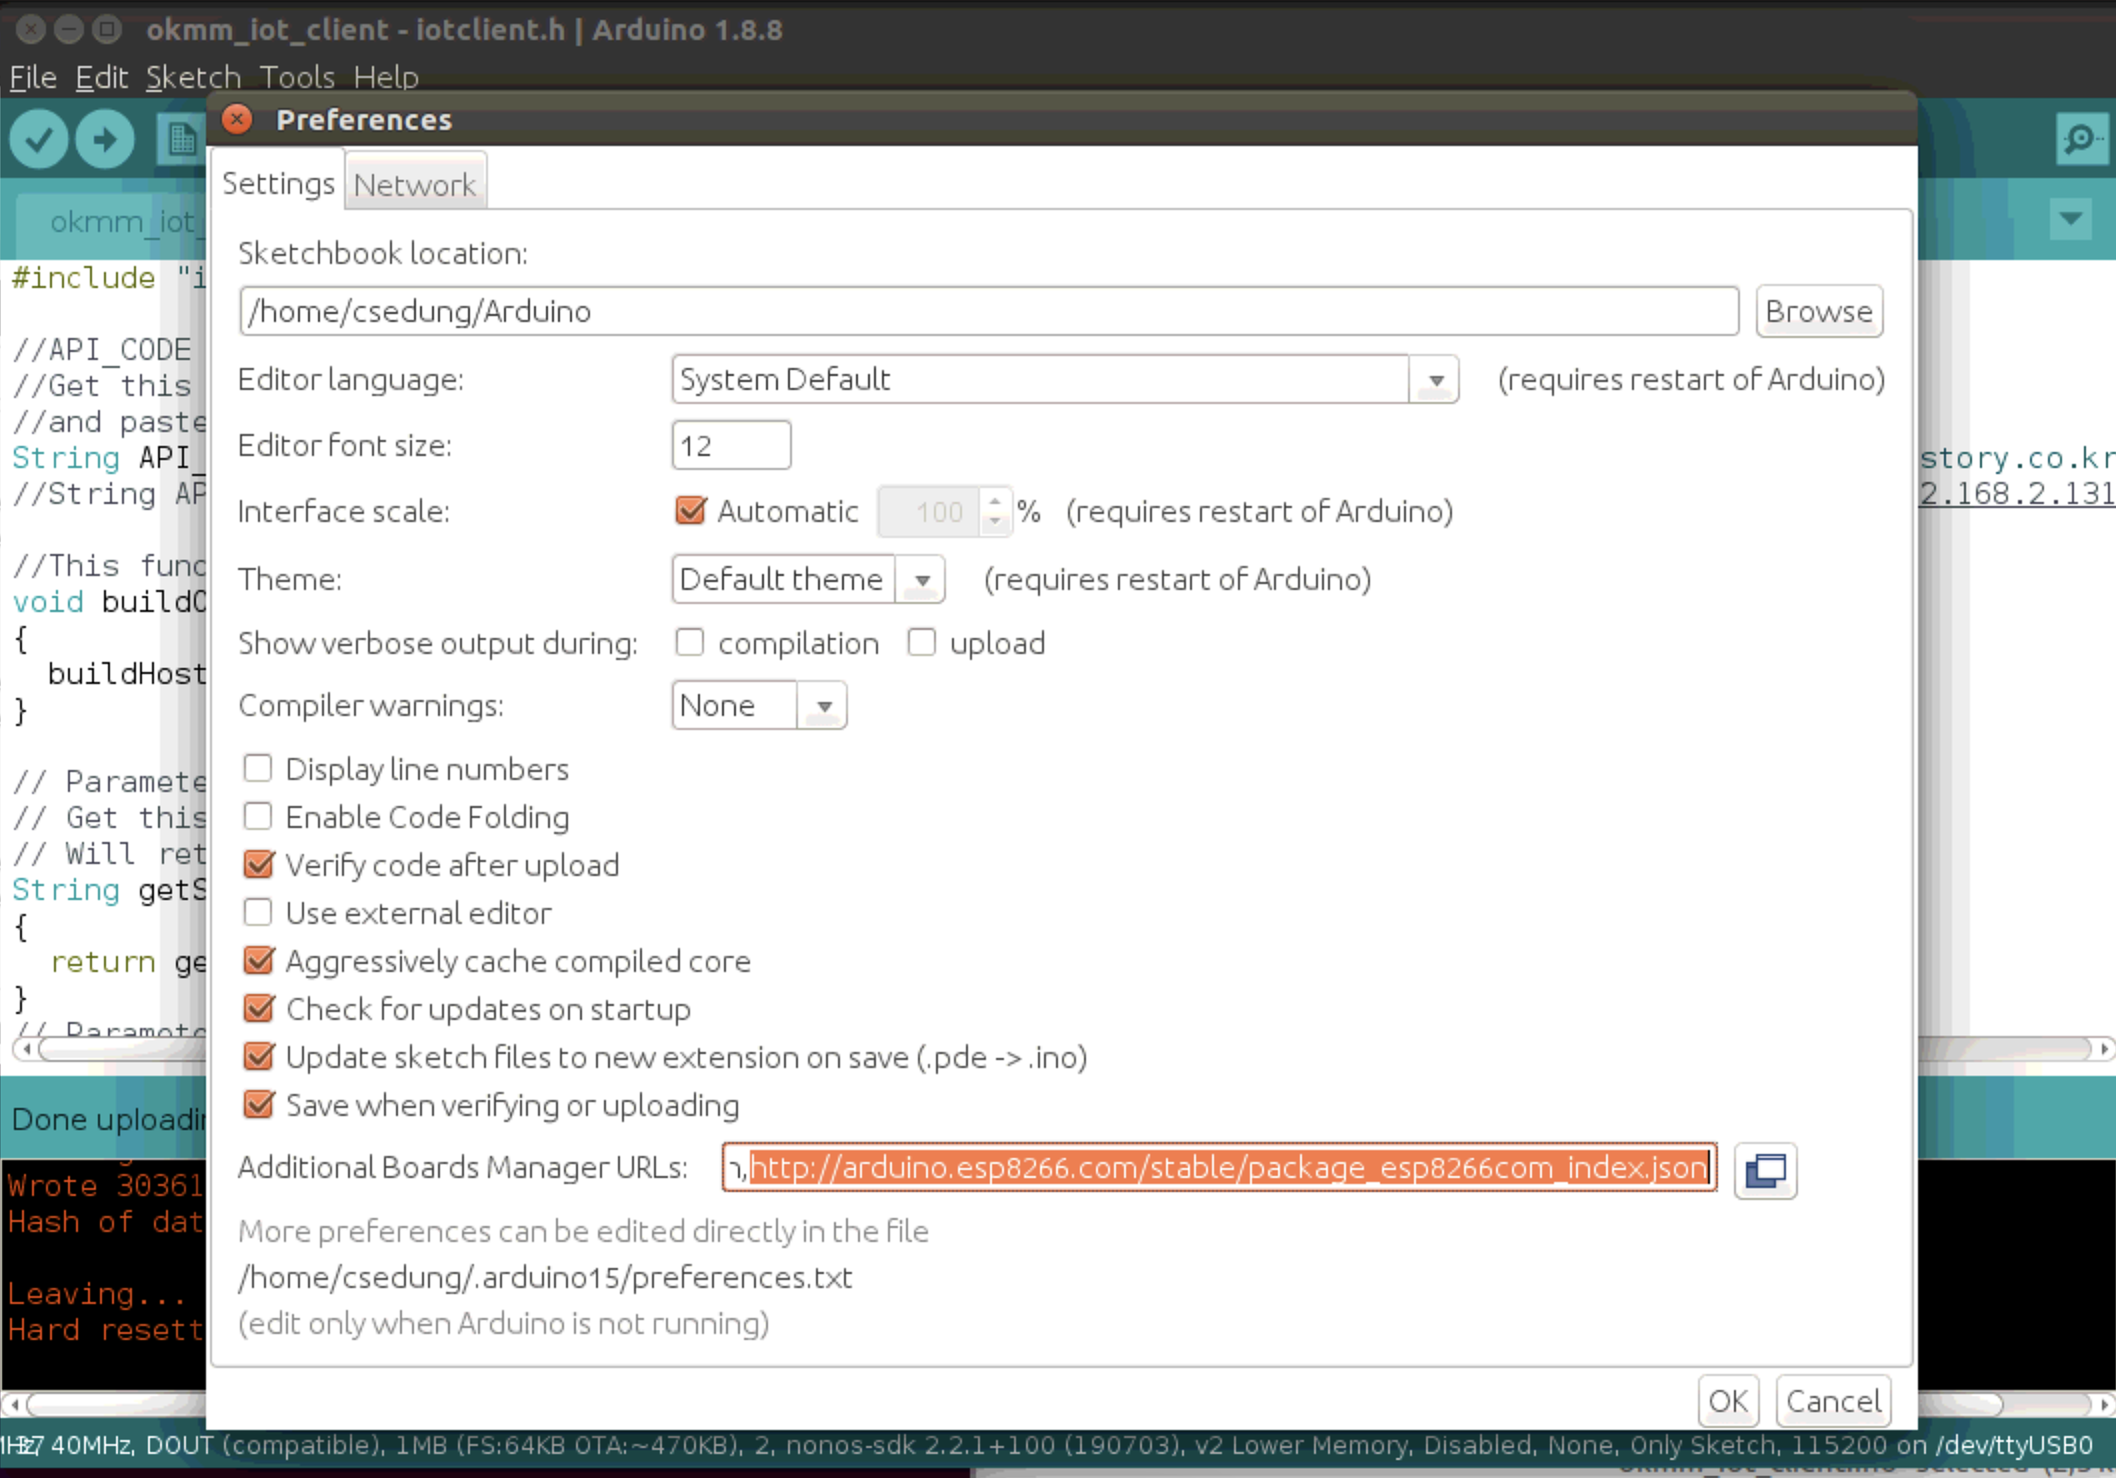 okmm_iot_client - iotclient.h | Arduino 1.8.8
File Edit Sketch Tools Help
Preferences
Settings Network
okmm_iot_
Sketchbook location:
#include "i
/home/csedung/Arduino Browse
//API_CODE
//Get this
Editor language: System Default (requires restart of Arduino)
//and paste
Editor font size: 12
String API_ story.co.kr
//String AP 2.168.2.131
Interface scale: Automatic 100 % (requires restart of Arduino)
//This func
Theme: Default theme (requires restart of Arduino)
void buildO
{
Show verbose output during: compilation upload
buildHost
}
Compiler warnings: None
Display line numbers
// Paramete
Enable Code Folding
// Get this
// Will ret
Verify code after upload
String getS
Use external editor
{
return ge
Aggressively cache compiled core
}
Check for updates on startup
// Paramete
Update sketch files to new extension on save (.pde -> .ino)
Save when verifying or uploading
Done uploadin
Additional Boards Manager URLs: n,http://arduino.esp8266.com/stable/package_esp8266com_index.json
Wrote 30361
Hash of dat
More preferences can be edited directly in the file
/home/csedung/.arduino15/preferences.txt
Leaving...
(edit only when Arduino is not running)
Hard resett
OK Cancel
40MHz, DOUT (compatible), 1MB (FS:64KB OTA:~470KB), 2, nonos-sdk 2.2.1+100 (190703), v2 Lower Memory, Disabled, None, Only Sketch, 115200 on /dev/ttyUSB0